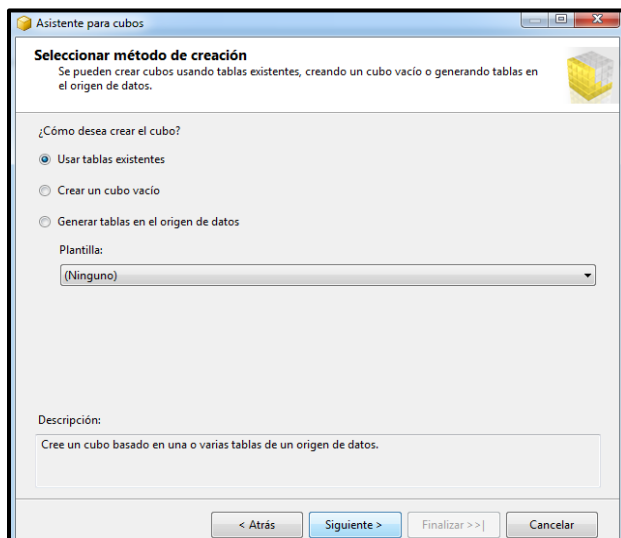 Asistente para cubos
Seleccionar método de creación
Se pueden crear cubos usando tablas existentes, creando un cubo vacío o generando tablas en
el origen de datos.
¿Cómo desea crear el cubo?
Usar tablas existentes
Crear un cubo vacío
Generar tablas en el origen de datos
Plantilla:
(Ninguno)
Descripción:
Cree un cubo basado en una o varias tablas de un origen de datos.
< Atrás
Siguiente >
Finalizar >>|
Cancelar